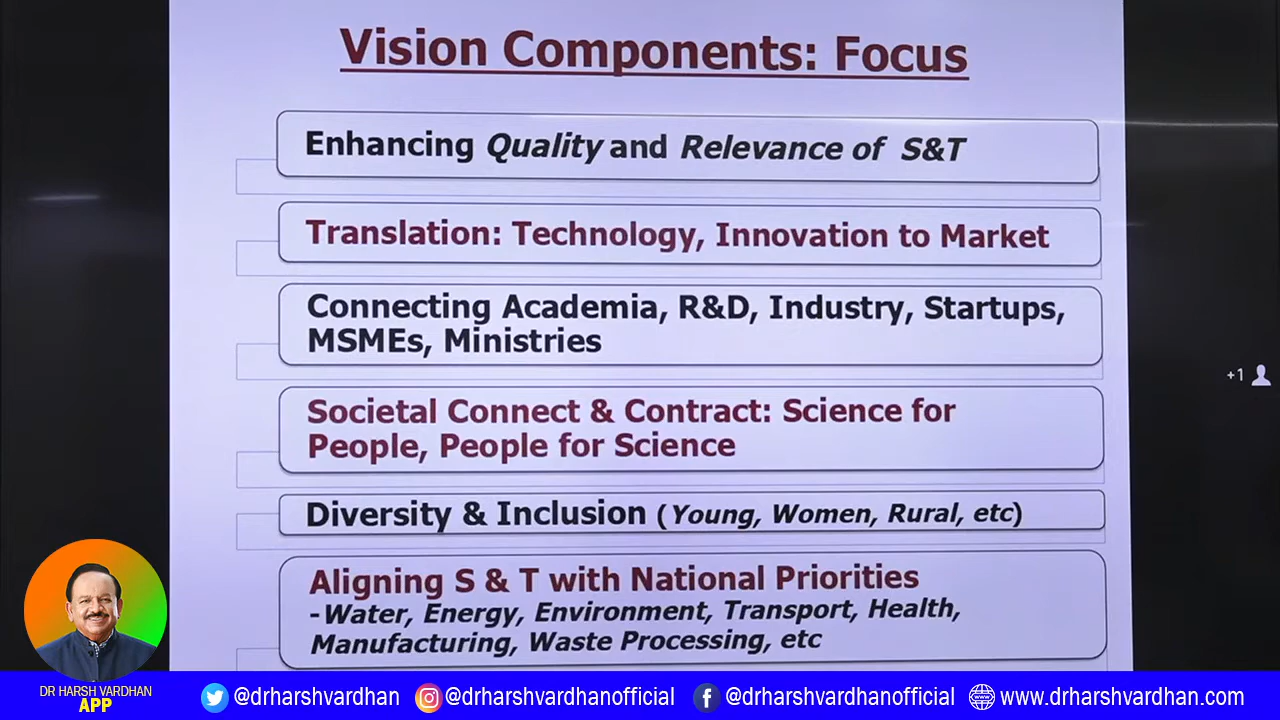 Vision Components: Focus
Enhancing Quality and Relevance of S&T
Translation: Technology, Innovation to Market
Connecting Academia, R&D, Industry, Startups,
MSMEs, Ministries
Societal Connect & Contract: Science for
People, People for Science
Diversity & Inclusion (Young, Women, Rural, etc)
Aligning S & T with National Priorities
-Water, Energy, Environment, Transport, Health,
Manufacturing, Waste Processing, etc
+1
DR HARSH VARDHAN
APP
@drharshvardhan @drharshvardhanofficial @drharshvardhanofficial www.drharshvardhan.com